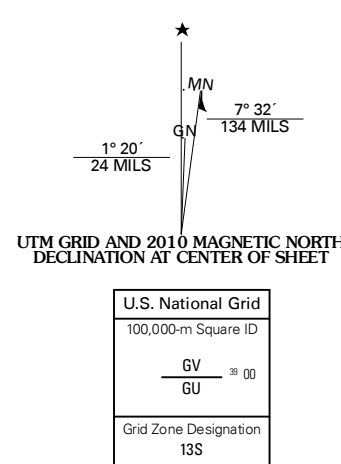 ★
MN
GN
7° 32´
134 MILS
1° 20´
24 MILS
UTM GRID AND 2010 MAGNETIC NORTH
DECLINATION AT CENTER OF SHEET
U.S. National Grid
100,000-m Square ID
GV
39 00
GU
Grid Zone Designation
13S